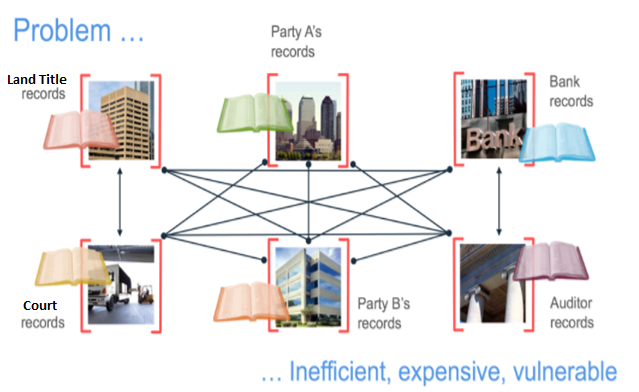 Problem ...
Party A's
records
Land Title
records
Bank
records
Bank
Court
records
Party B's
records
Auditor
records
... Inefficient, expensive, vulnerable